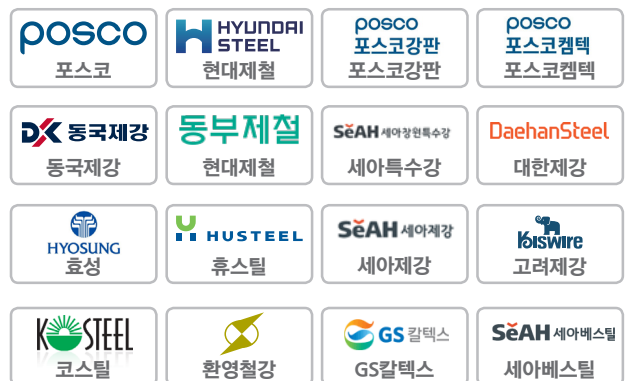 posco
포스코
HYUNDAI
STEEL
현대제철
posco
포스코강판
포스코강판
posco
포스코켐텍
포스코켐텍
DK 동국제강
동국제강
동부제철
현대제철
SeAH 세아창원특수강
세아특수강
DaehanSteel
대한제강
HYOSUNG
효성
HUSTEEL
휴스틸
SeAH 세아제강
세아제강
Kiswire
고려제강
KOSTEEL
코스틸
환영철강
GS 칼텍스
GS칼텍스
SeAH 세아베스틸
세아베스틸